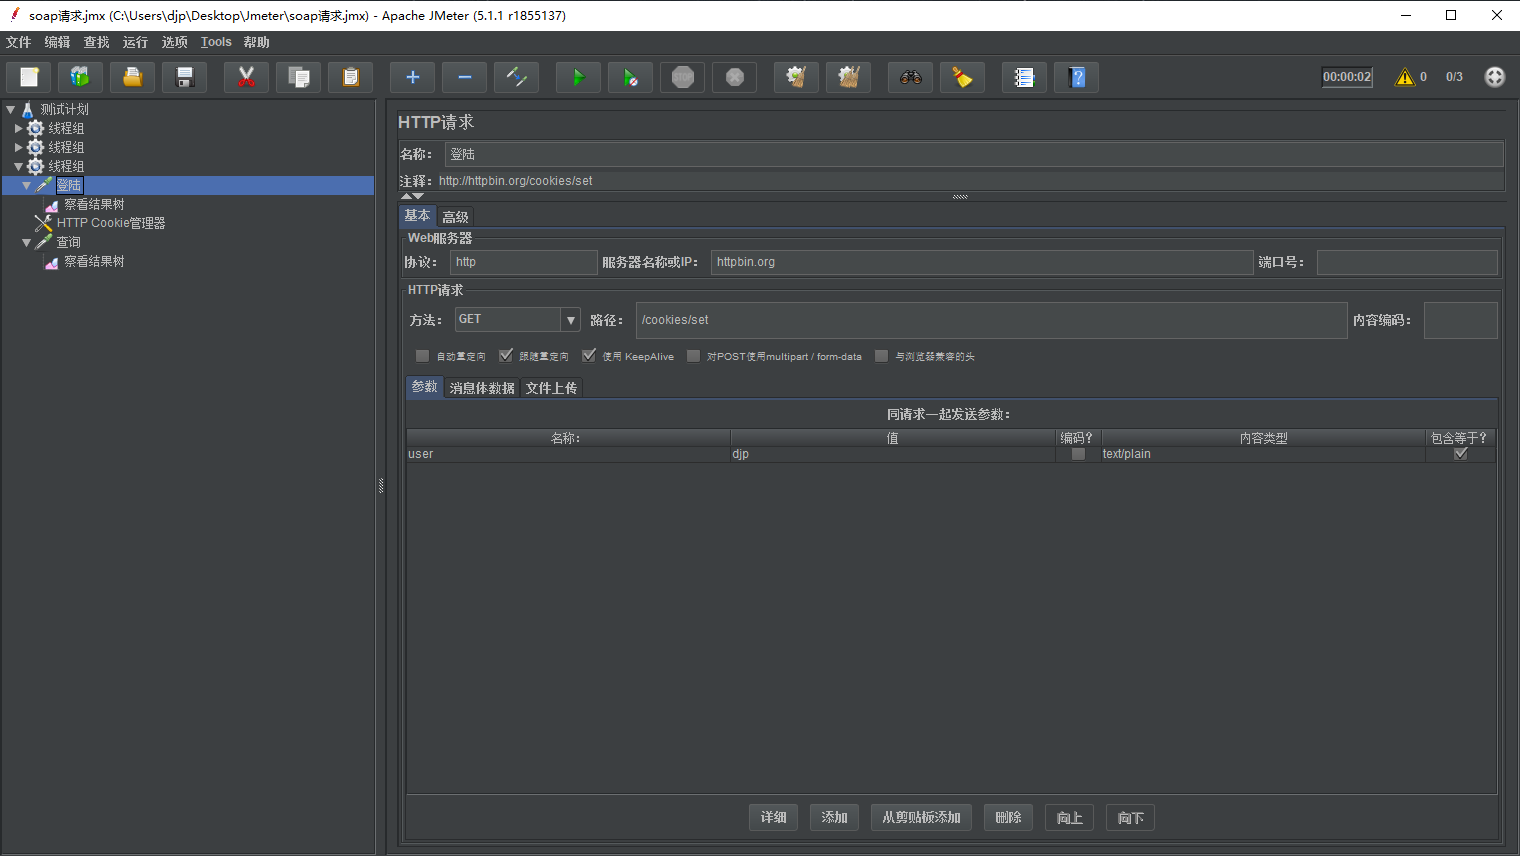 soap请求.jmx (C:\Users\djp\Desktop\Jmeter\soap请求.jmx) - Apache JMeter (5.1.1 r1855137)
文件 编辑 查找 运行 选项 Tools 帮助
STOP 00:00:02 0 0/3
测试计划
线程组
线程组
线程组
登陆
察看结果树
HTTP Cookie管理器
查询
察看结果树
HTTP请求
名称: 登陆
注释: http://httpbin.org/cookies/set
基本 高级
Web服务器
协议: http 服务器名称或IP: httpbin.org 端口号:
HTTP请求
方法: GET 路径: /cookies/set 内容编码:
自动重定向 跟随重定向 使用 KeepAlive 对POST使用multipart / form-data 与浏览器兼容的头
参数 消息体数据 文件上传
同请求一起发送参数:
名称: 值 编码? 内容类型 包含等于?
user djp text/plain
详细 添加 从剪贴板添加 删除 向上 向下